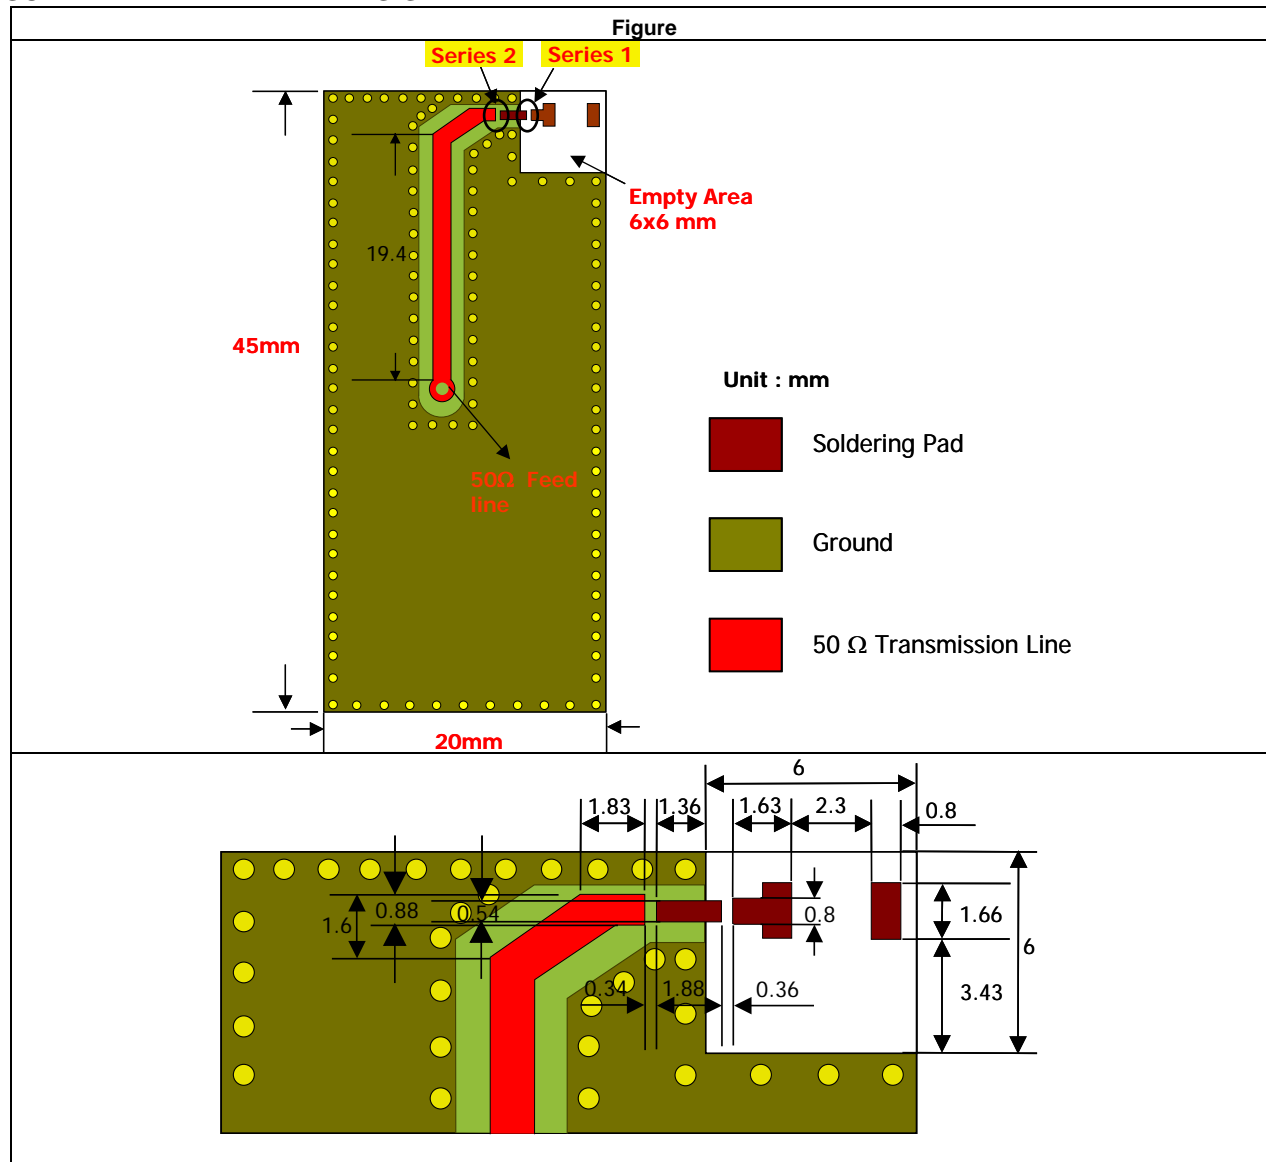 Figure
Series 2 Series 1
Empty Area
6x6 mm
19.4
45mm
Unit : mm
Soldering Pad
50Ω Feed
line
Ground
50 Ω Transmission Line
20mm
6
1.83 1.36 1.63 2.3 0.8
1.6 0.88 0.54 0.8 1.66
6
0.34 1.88 0.36 3.43